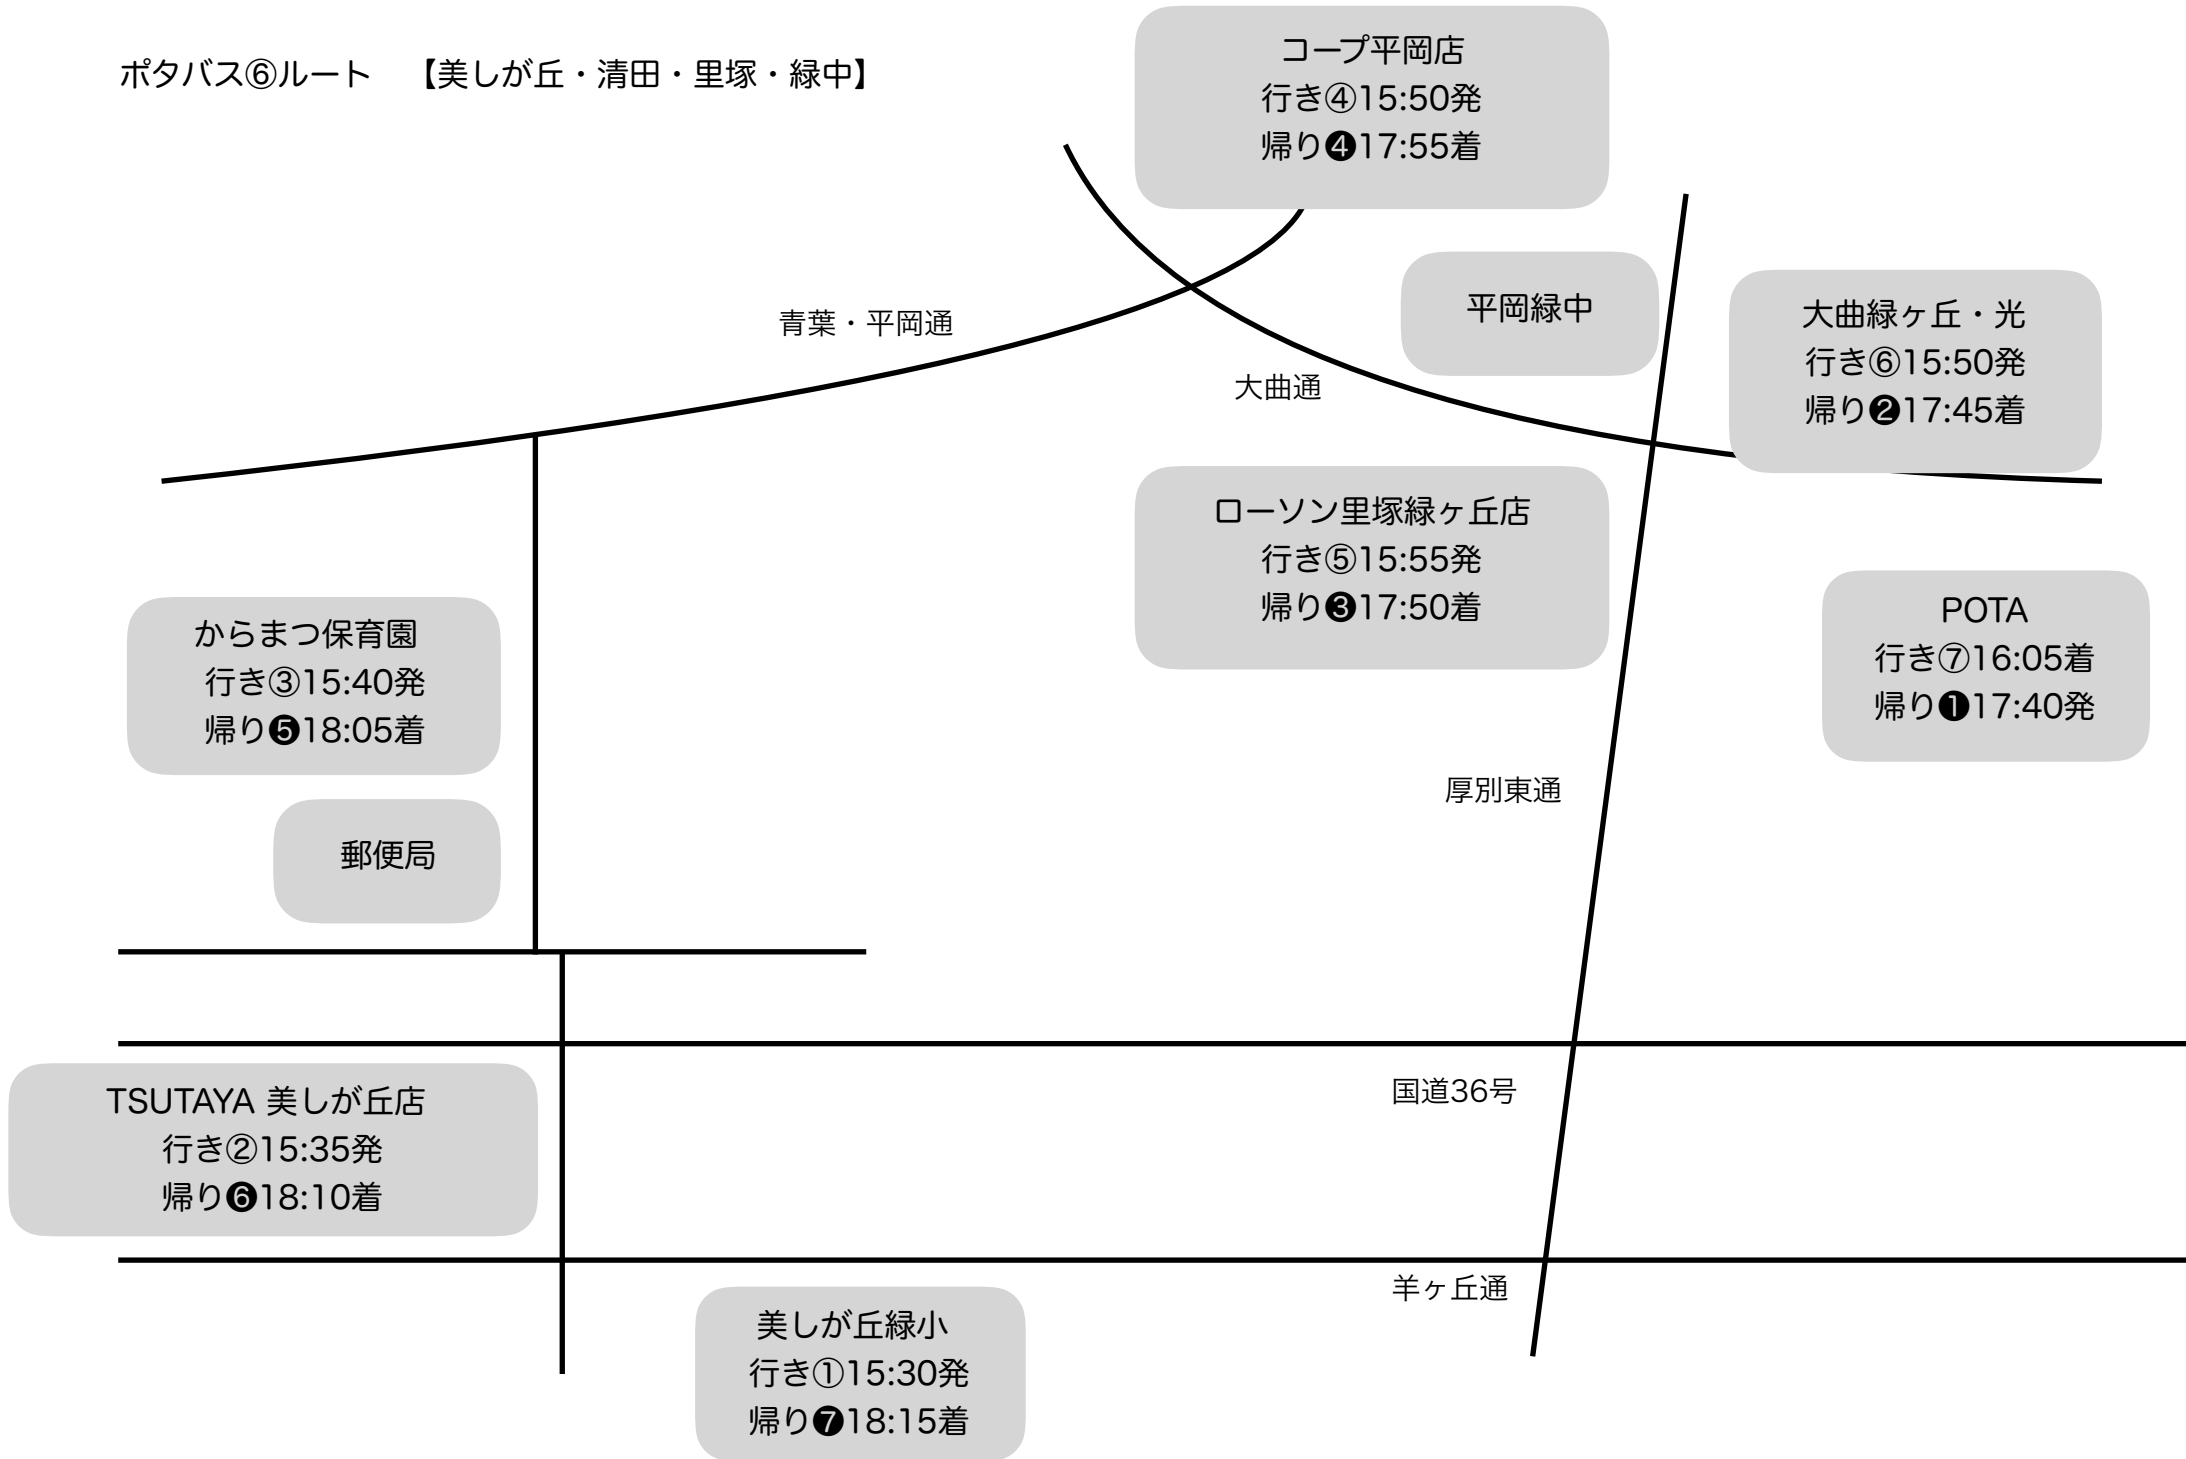 ポタバス⑥ルート　【美しが丘・清田・里塚・緑中】
コープ平岡店
行き④15:50発
帰り❹17:55着
平岡緑中
大曲緑ヶ丘・光
行き⑥15:50発
帰り❷17:45着
青葉・平岡通
大曲通
ローソン里塚緑ヶ丘店
行き⑤15:55発
帰り❸17:50着
からまつ保育園
行き③15:40発
帰り❺18:05着
POTA
行き⑦16:05着
帰り❶17:40発
厚別東通
郵便局
国道36号
TSUTAYA 美しが丘店
行き②15:35発
帰り❻18:10着
羊ヶ丘通
美しが丘緑小
行き①15:30発
帰り❼18:15着